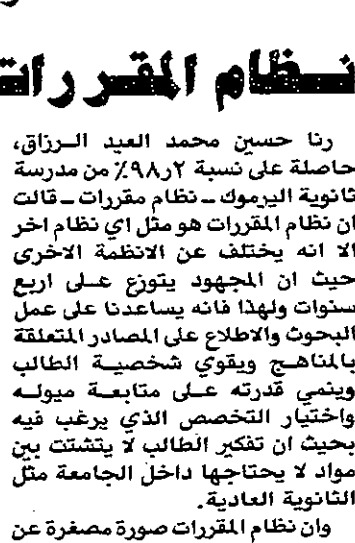 نظام المقررات
رنا حسين محمد العبد الرزاق،
حاصلة على نسبة ٢ر٩٨٪ من مدرسة
ثانوية اليرموك ـ نظام مقررات ـ قالت
ان نظام المقررات هو مثل اي نظام اخر
الا انه يختلف عن الانظمة الاخرى
حيث ان المجهود يتوزع على اربع
سنوات ولهذا فانه يساعدنا على عمل
البحوث والاطلاع على المصادر المتعلقة
بالمناهج ويقوي شخصية الطالب
وينمي قدرته على متابعة ميوله
واختيار التخصص الذي يرغب فيه
بحيث ان تفكير الطالب لا يتشتت بين
مواد لا يحتاجها داخل الجامعة مثل
الثانوية العادية.
وان نظام المقررات صورة مصغرة عن